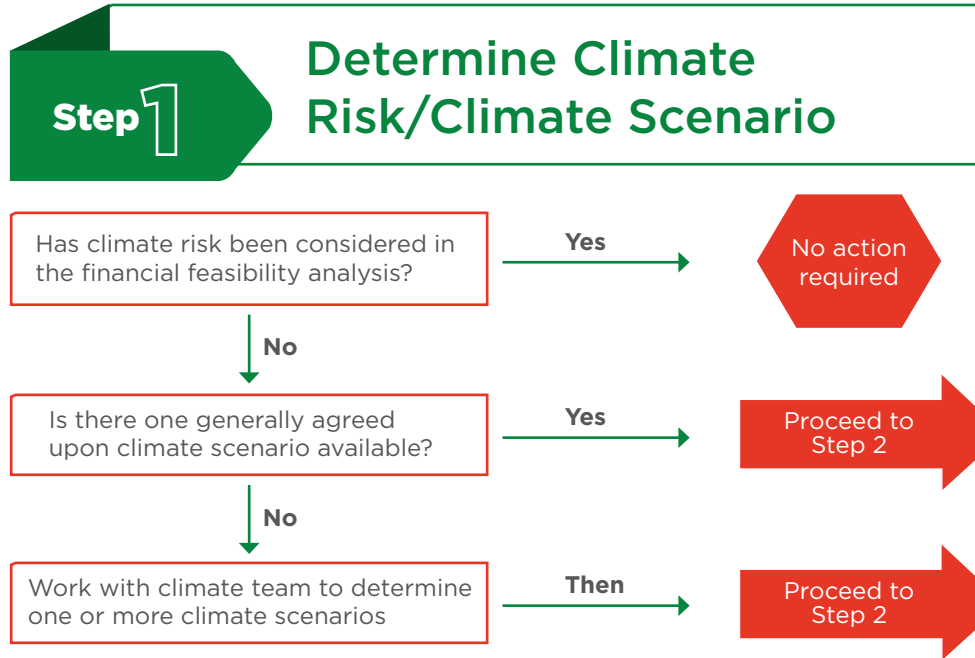 Step 1
Determine Climate
Risk/Climate Scenario
Has climate risk been considered in
the financial feasibility analysis?
Yes
No action
required
No
Is there one generally agreed
upon climate scenario available?
Yes
Proceed to
Step 2
No
Work with climate team to determine
one or more climate scenarios
Then
Proceed to
Step 2